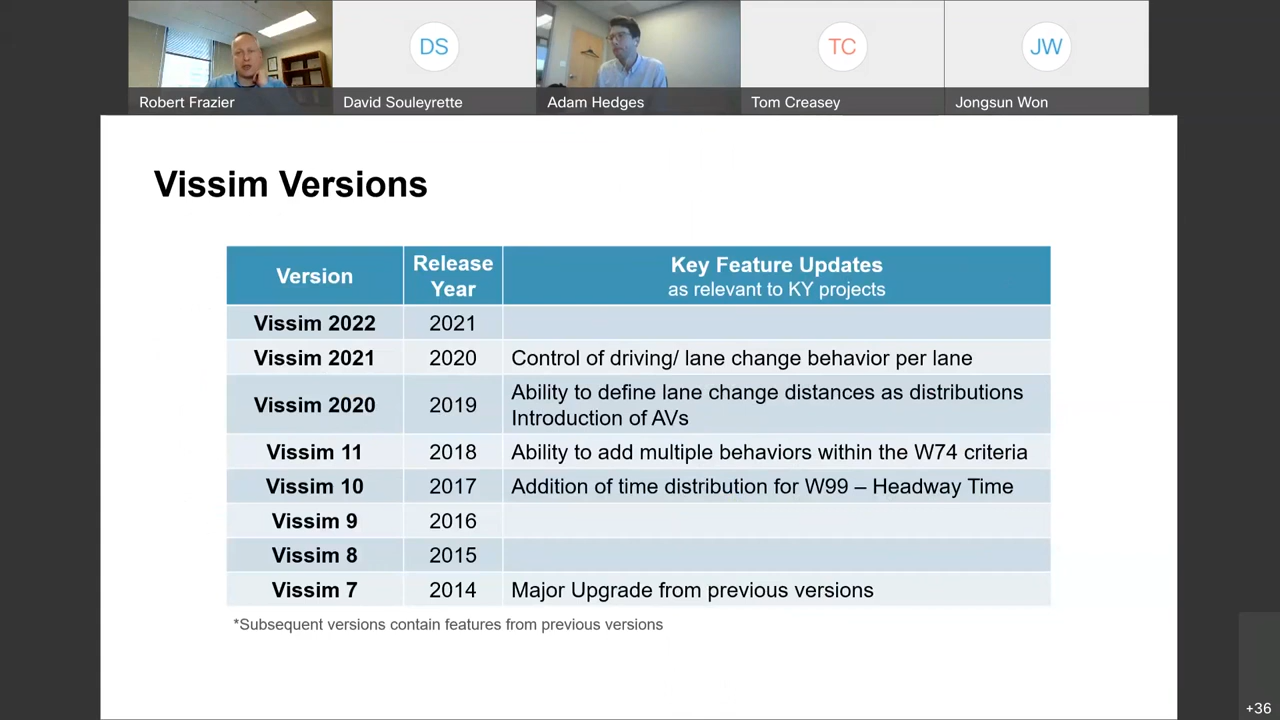 DS
TC
JW
Robert Frazier
David Souleyrette
Adam Hedges
Tom Creasey
Jongsun Won
Vissim Versions
Version
Release Year
Key Feature Updates
as relevant to KY projects
Vissim 2022 2021
Vissim 2021 2020 Control of driving/ lane change behavior per lane
Vissim 2020 2019 Ability to define lane change distances as distributions
Introduction of AVs
Vissim 11 2018 Ability to add multiple behaviors within the W74 criteria
Vissim 10 2017 Addition of time distribution for W99 – Headway Time
Vissim 9 2016
Vissim 8 2015
Vissim 7 2014 Major Upgrade from previous versions
*Subsequent versions contain features from previous versions
+36